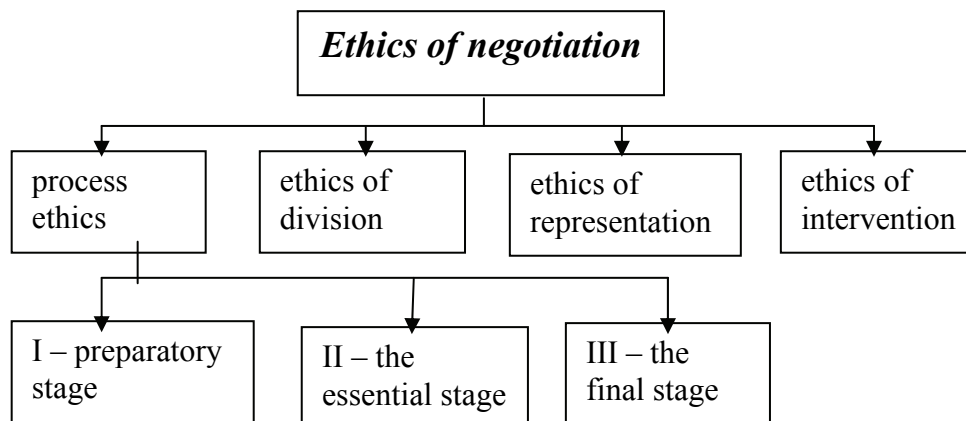 Ethics of negotiation
process
ethics
ethics of
division
ethics of
representation
ethics of
intervention
I – preparatory
stage
II – the
essential stage
III – the
final stage